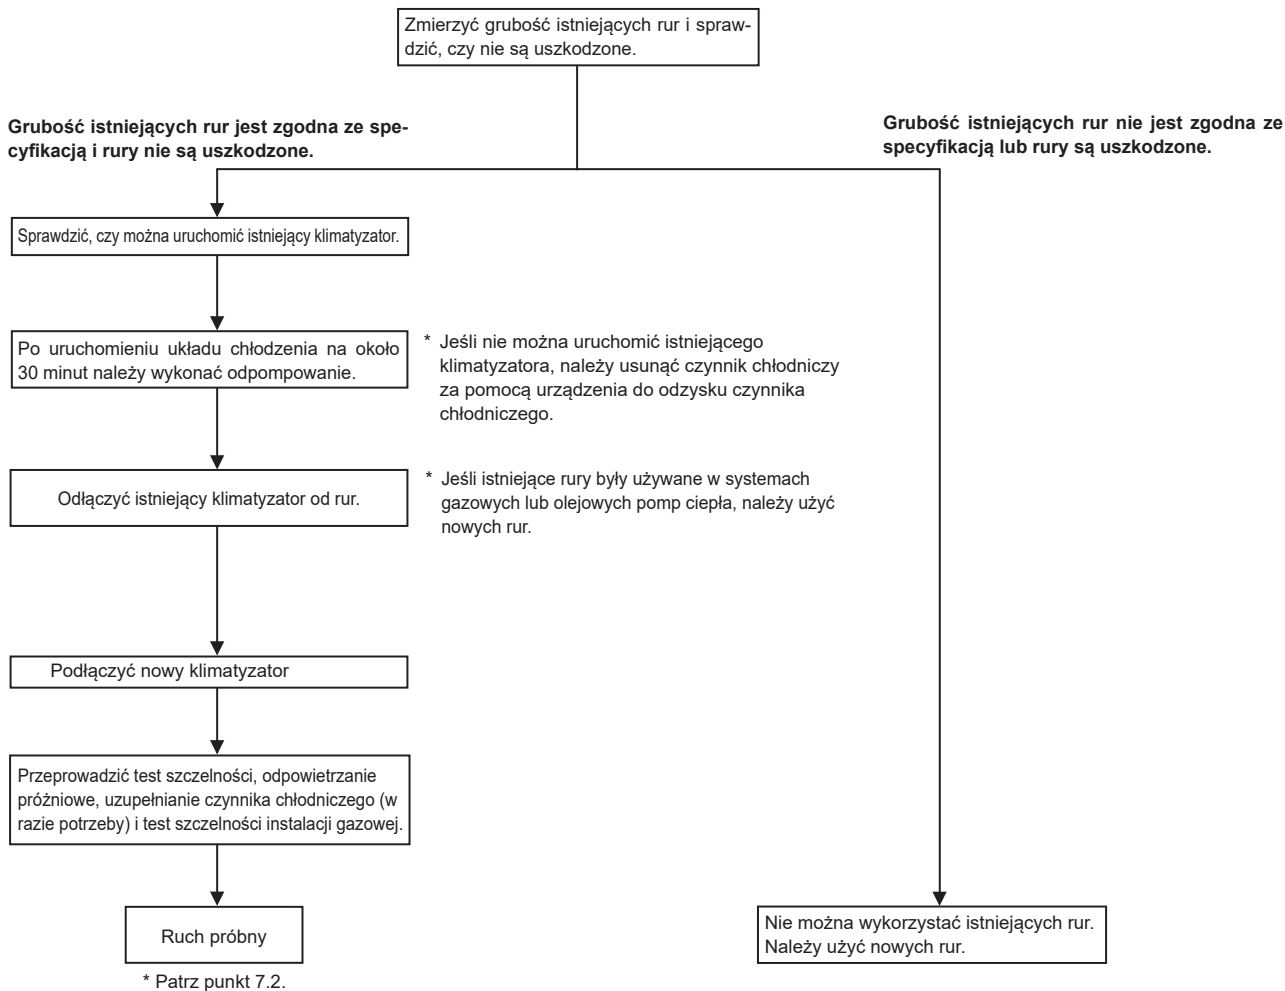 Zmierzyć grubość istniejących rur i spraw-
dzić, czy nie są uszkodzone.
Grubość istniejących rur jest zgodna ze spe-
cyfikacją i rury nie są uszkodzone.
Grubość istniejących rur nie jest zgodna ze
specyfikacją lub rury są uszkodzone.
Sprawdzić, czy można uruchomić istniejący klimatyzator.
Po uruchomieniu układu chłodzenia na około
30 minut należy wykonać odpompowanie.
* Jeśli nie można uruchomić istniejącego
klimatyzatora, należy usunąć czynnik chłodniczy
za pomocą urządzenia do odzysku czynnika
chłodniczego.
Odłączyć istniejący klimatyzator od rur.
* Jeśli istniejące rury były używane w systemach
gazowych lub olejowych pomp ciepła, należy użyć
nowych rur.
Podłączyć nowy klimatyzator
Przeprowadzić test szczelności, odpowietrzanie
próżniowe, uzupełnianie czynnika chłodniczego (w
razie potrzeby) i test szczelności instalacji gazowej.
Ruch próbny
* Patrz punkt 7.2.
Nie można wykorzystać istniejących rur.
Należy użyć nowych rur.